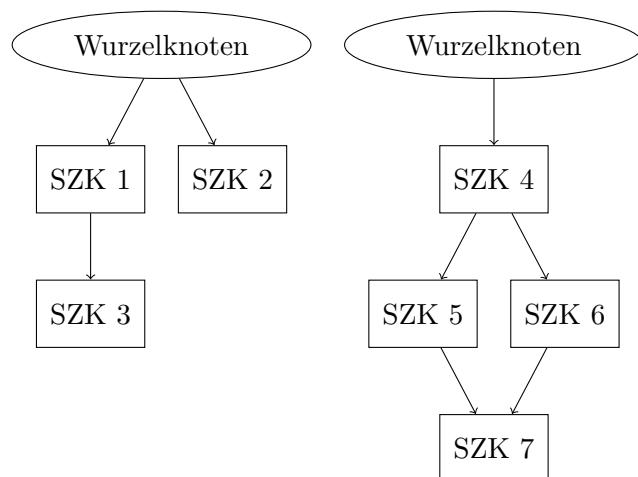 Wurzelknoten
Wurzelknoten
SZK 1
SZK 2
SZK 4
SZK 3
SZK 5
SZK 6
SZK 7